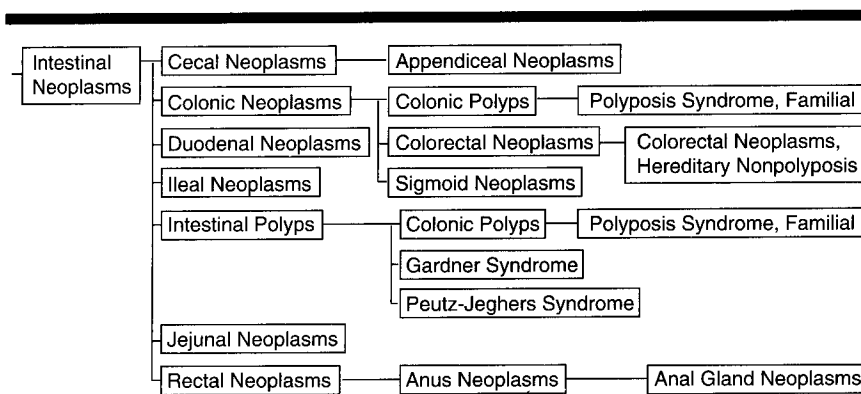 Intestinal
Neoplasms
Cecal Neoplasms
Appendiceal Neoplasms
Colonic Neoplasms
Colonic Polyps
Polyposis Syndrome, Familial
Duodenal Neoplasms
Colorectal Neoplasms
Colorectal Neoplasms,
Hereditary Nonpolyposis
Ileal Neoplasms
Sigmoid Neoplasms
Intestinal Polyps
Colonic Polyps
Polyposis Syndrome, Familial
Gardner Syndrome
Peutz-Jeghers Syndrome
Jejunal Neoplasms
Rectal Neoplasms
Anus Neoplasms
Anal Gland Neoplasms